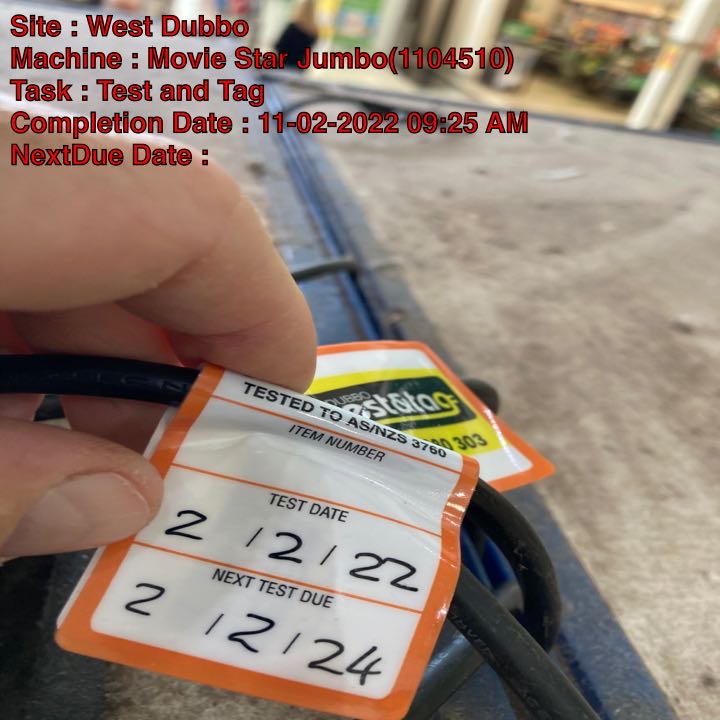 Site : West Dubbo
Machine : Movie Star Jumbo(1104510)
Task : Test and Tag
Completion Date : 11-02-2022 09:25 AM
NextDue Date :
DUBBO
303
TESTED TO AS/NZS 3760
ITEM NUMBER
TEST DATE
2 / 2 / 22
NEXT TEST DUE
2 / 2 / 24